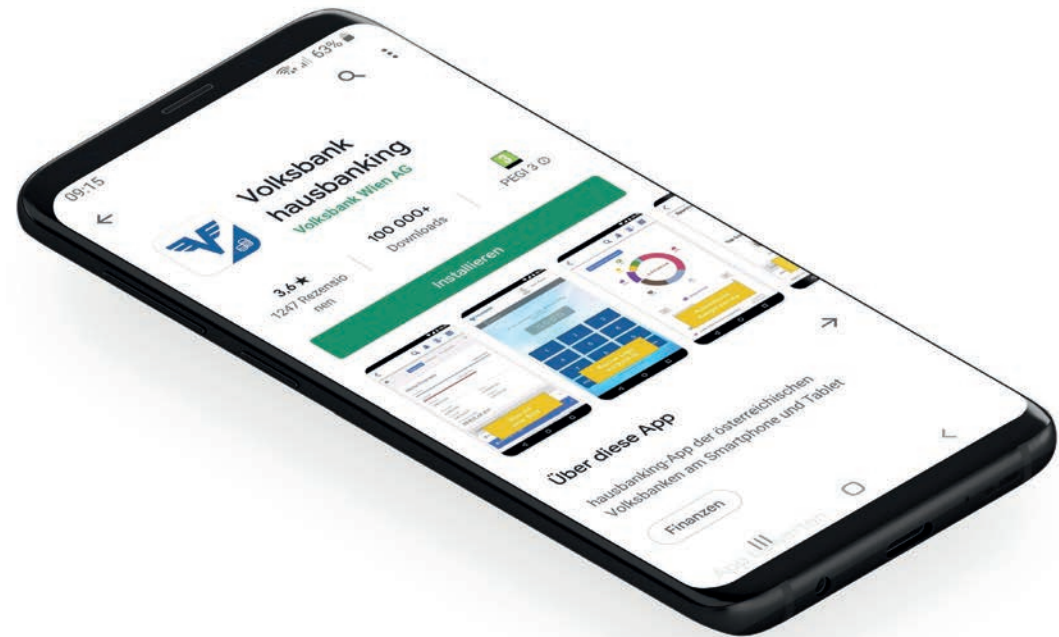 09:15
63%
Volksbank
hausbanking
Volksbank Wien AG
3,6★
1247 Rezensio
nen
100 000+
Downloads
3
PEGI 3
Installieren
Über diese App
hausbanking-App der österreichischen
Volksbanken am Smartphone und Tablet
Finanzen